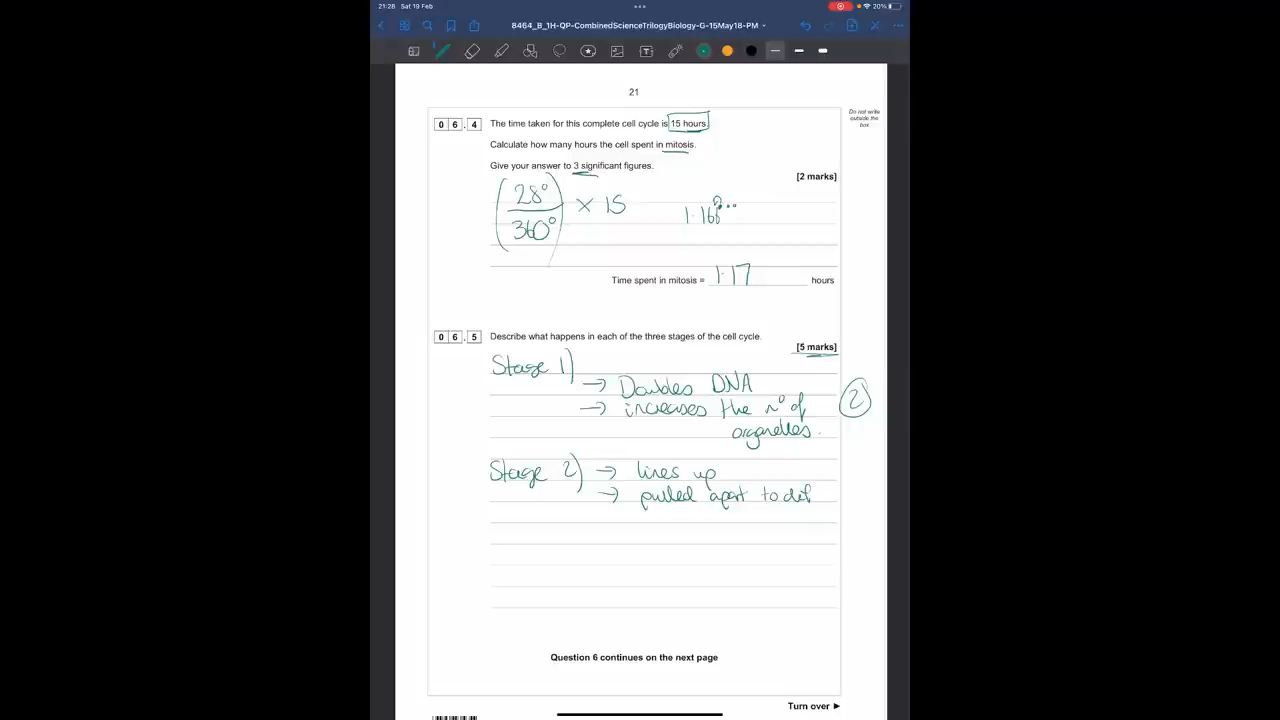 21:28 Sat 19 Feb
20%
8464_B_1H-QP-CombinedScienceTrilogyBiology-G-15May18-PM
21
Do not write outside the box
0 6 . 4 The time taken for this complete cell cycle is 15 hours.
Calculate how many hours the cell spent in mitosis.
Give your answer to 3 significant figures.
[2 marks]
(28°/360°) × 15
Time spent in mitosis = 1.17 hours
0 6 . 5 Describe what happens in each of the three stages of the cell cycle.
[5 marks]
Stage 1)
→ Doubles DNA
→ increases the nº of
organelles.
2
Stage 2) → lines up
→ pulled apart to dif
Question 6 continues on the next page
Turn over ►